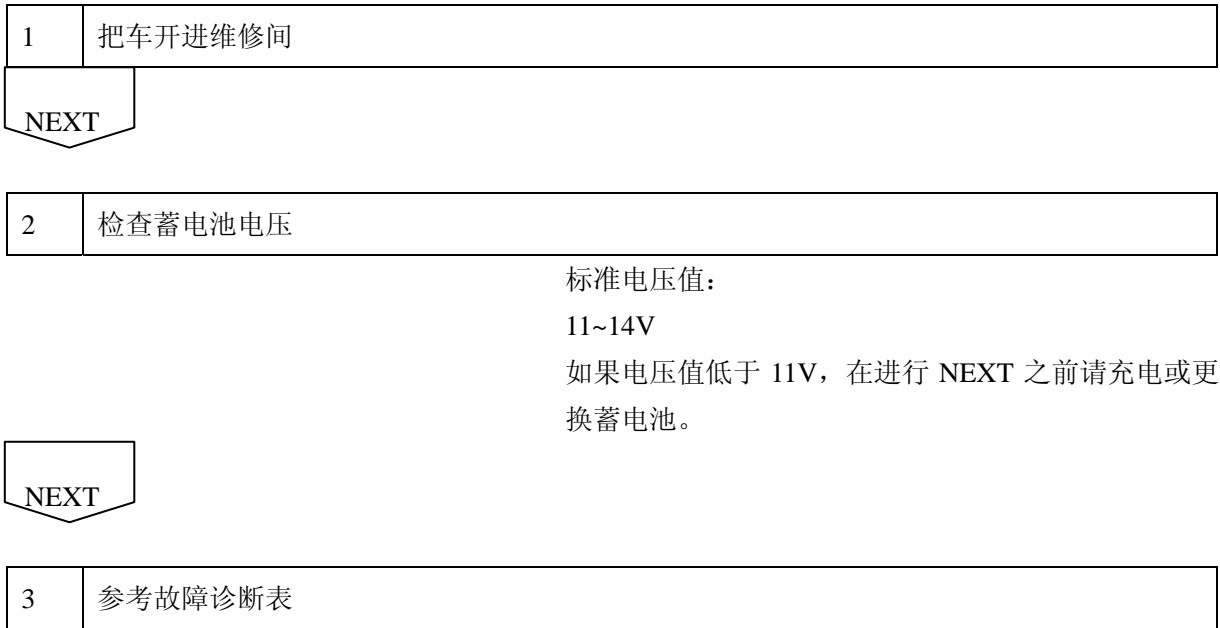 1 把车开进维修间
NEXT
2 检查蓄电池电压
标准电压值：
11~14V
如果电压值低于 11V，在进行 NEXT 之前请充电或更
换蓄电池。
NEXT
3 参考故障诊断表